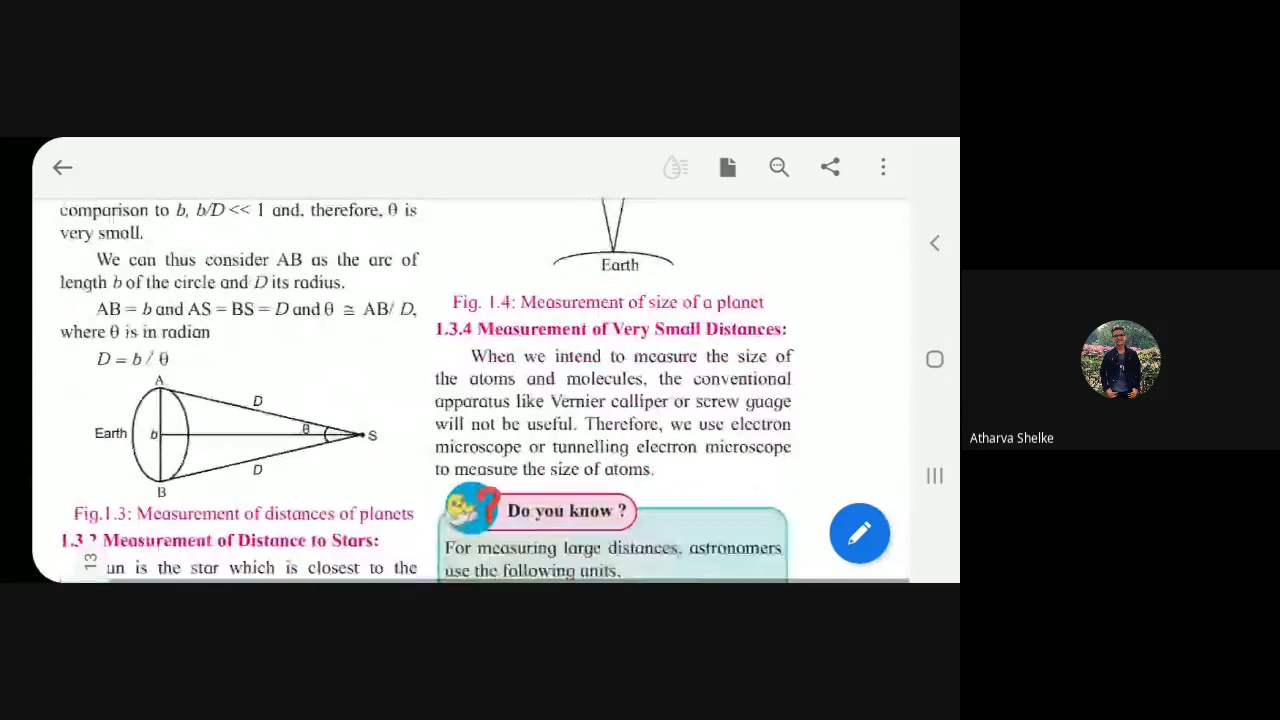 comparison to b, b/D << 1 and, therefore, θ is
very small.
We can thus consider AB as the arc of
length b of the circle and D its radius.
AB = b and AS = BS = D and θ ≅ AB/ D,
where θ is in radian
D = b / θ
A
D
Earth
b
θ
S
D
B
Fig.1.3: Measurement of distances of planets
1.3 Measurement of Distance to Stars:
un is the star which is closest to the
13
Earth
Fig. 1.4: Measurement of size of a planet
1.3.4 Measurement of Very Small Distances:
When we intend to measure the size of
the atoms and molecules, the conventional
apparatus like Vernier calliper or screw guage
will not be useful. Therefore, we use electron
microscope or tunnelling electron microscope
to measure the size of atoms.
Do you know ?
For measuring large distances, astronomers
use the following units.
Atharva Shelke